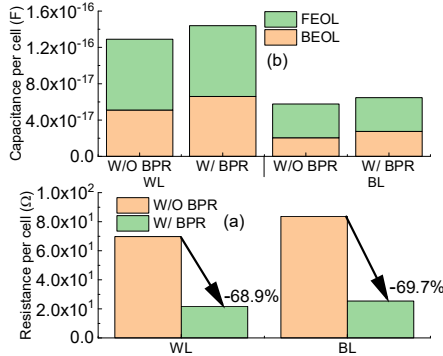 Capacitance per cell (F)
1.6x10⁻¹⁶
1.2x10⁻¹⁶
8.0x10⁻¹⁷
4.0x10⁻¹⁷
0.0
FEOL
BEOL
(b)
W/O BPR W/ BPR W/O BPR W/ BPR
WL BL
Resistance per cell (Ω)
1.0x10²
8.0x10¹
6.0x10¹
4.0x10¹
2.0x10¹
0.0
W/O BPR
W/ BPR
(a)
-68.9%
-69.7%
WL BL